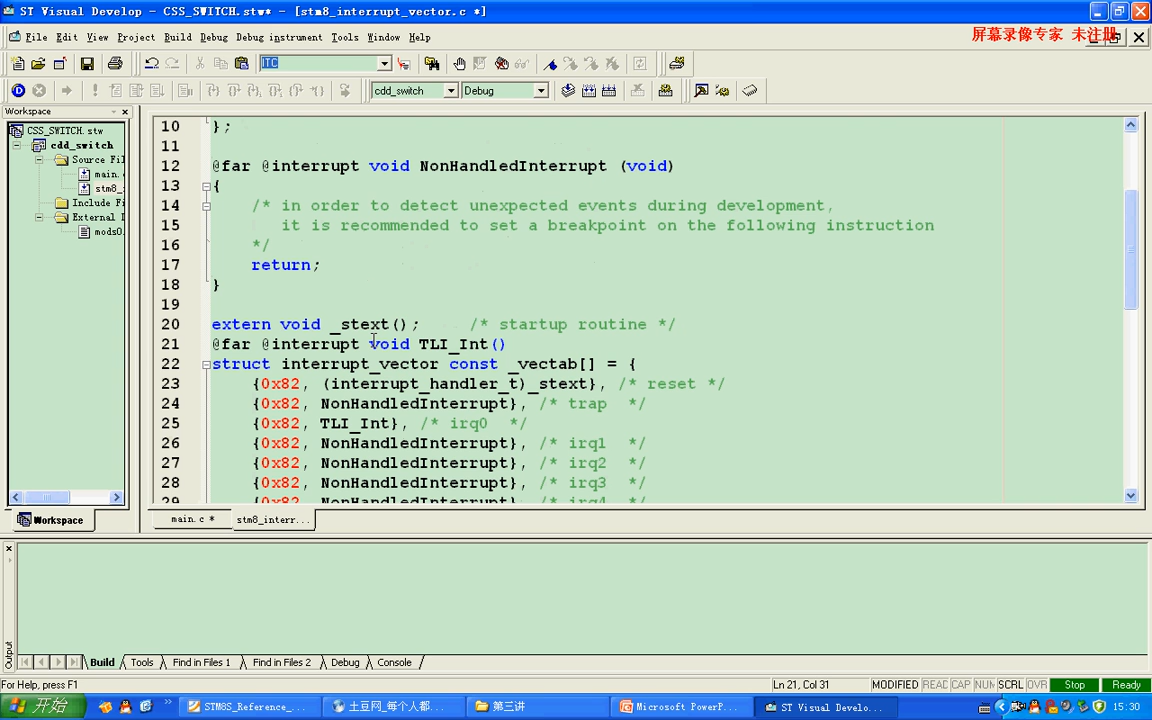 ST Visual Develop - CSS_SWITCH.stw* - [stm8_interrupt_vector.c *]
File Edit View Project Build Debug Debug instrument Tools Window Help
屏幕录像专家 未注册
ITC
cdd_switch Debug
Workspace
CSS_SWITCH.stw
cdd_switch
Source Fil
main.
stm8_
Include F
External I
mods0
10 };
11
12 @far @interrupt void NonHandledInterrupt (void)
13 {
14 /* in order to detect unexpected events during development,
15 it is recommended to set a breakpoint on the following instruction
16 */
17 return;
18 }
19
20 extern void _stext(); /* startup routine */
21 @far @interrupt void TLI_Int()
22 struct interrupt_vector const _vectab[] = {
23 {0x82, (interrupt_handler_t)_stext}, /* reset */
24 {0x82, NonHandledInterrupt}, /* trap */
25 {0x82, TLI_Int}, /* irq0 */
26 {0x82, NonHandledInterrupt}, /* irq1 */
27 {0x82, NonHandledInterrupt}, /* irq2 */
28 {0x82, NonHandledInterrupt}, /* irq3 */
29 {0x82, NonHandledInterrupt}, /* irq4 */
Workspace
main.c * stm8_interr...
Output
Build Tools Find in Files 1 Find in Files 2 Debug Console
For Help, press F1
Ln 21, Col 31 MODIFIED READ CAP NUM SCRL OVR Stop Ready
开始 STM8S_Reference_... 土豆网_每个人都... 第三讲 Microsoft PowerP... ST Visual Develo... 15:30